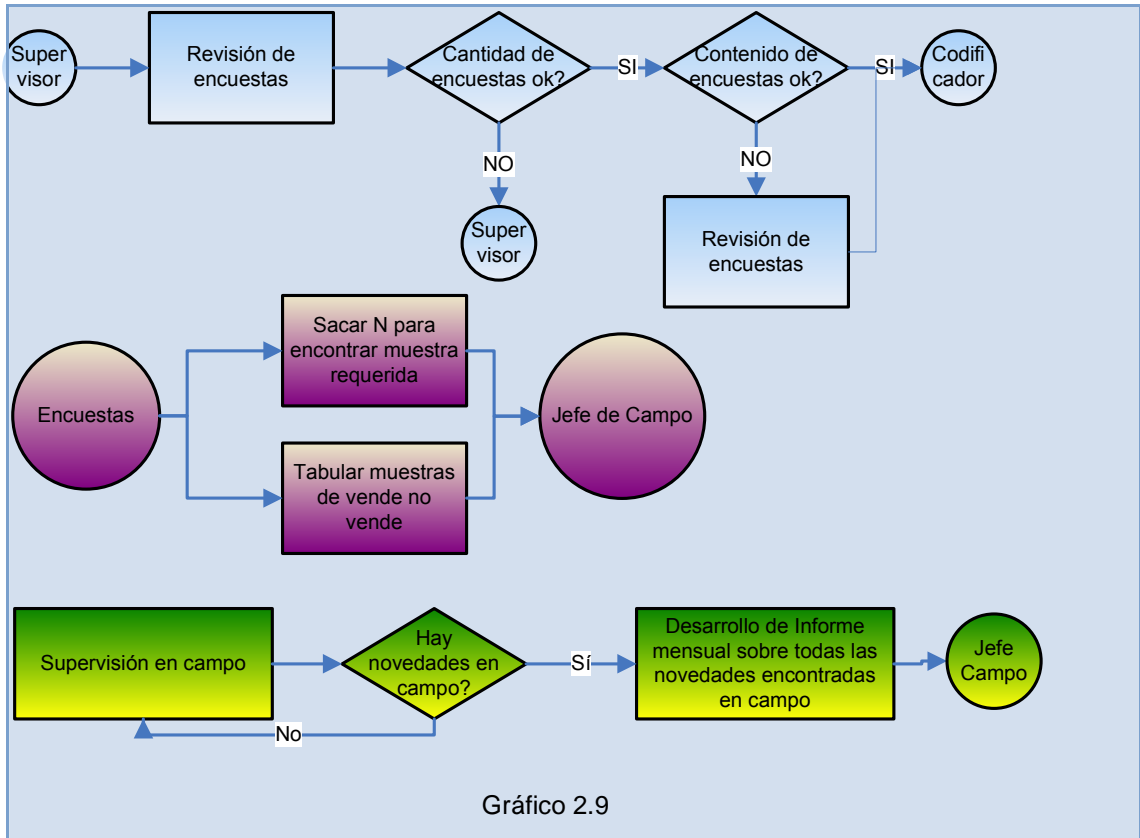 Super
visor
Revisión de
encuestas
Cantidad de
encuestas ok?
SI
Contenido de
encuestas ok?
SI
Codifi
cador
NO
NO
Super
visor
Revisión de
encuestas
Sacar N para
encontrar muestra
requerida
Encuestas
Jefe de Campo
Tabular muestras
de vende no
vende
Supervisión en campo
Hay
novedades en
campo?
Sí
Desarrollo de Informe
mensual sobre todas las
novedades encontradas
en campo
Jefe
Campo
No
Gráfico 2.9